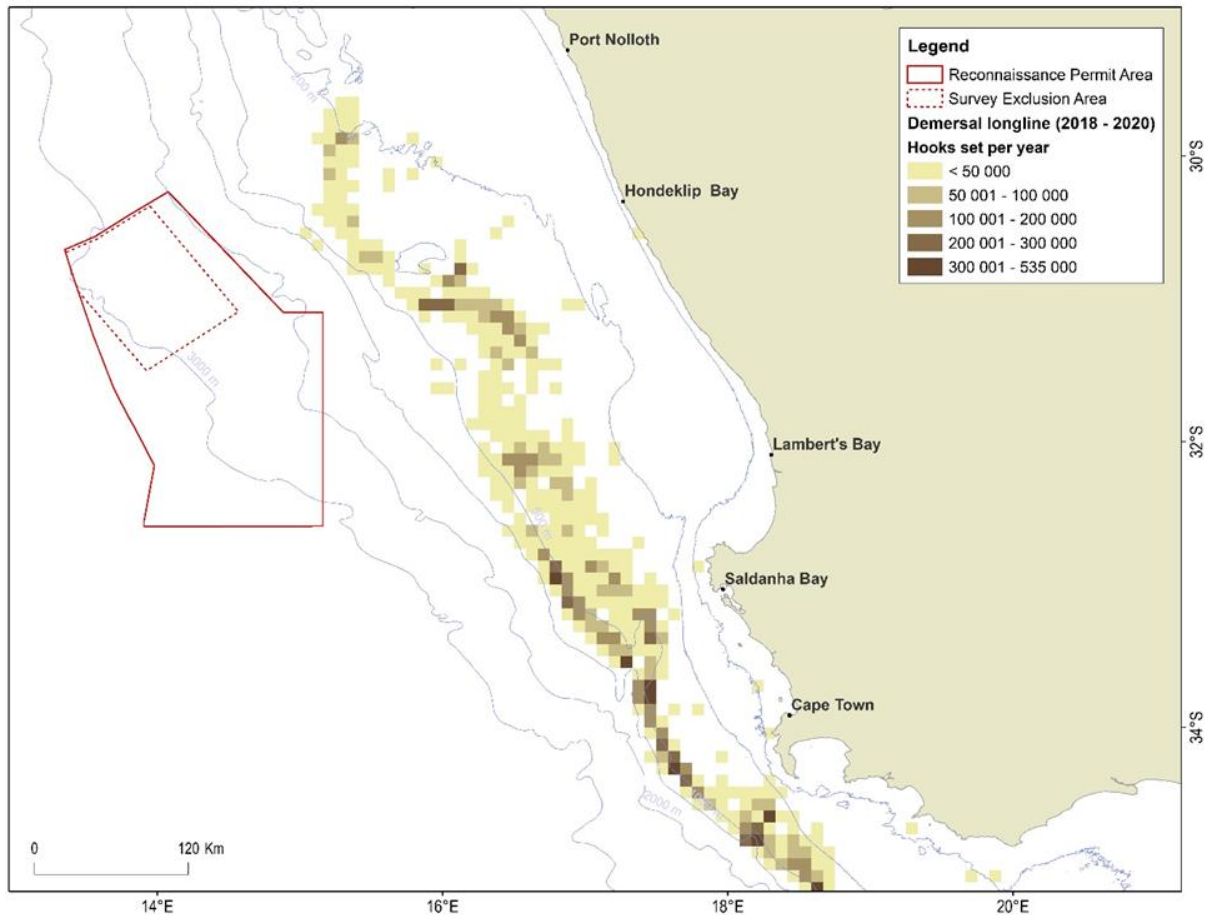 Port Nolloth
Legend
Reconnaissance Permit Area
Survey Exclusion Area
Demersal longline (2018 - 2020)
Hooks set per year
< 50 000
50 001 - 100 000
100 001 - 200 000
200 001 - 300 000
300 001 - 535 000
200 m
30°S
Hondeklip Bay
3000 m
32°S
Lambert's Bay
Saldanha Bay
Cape Town
34°S
2000 m
0 120 Km
14°E 16°E 18°E 20°E